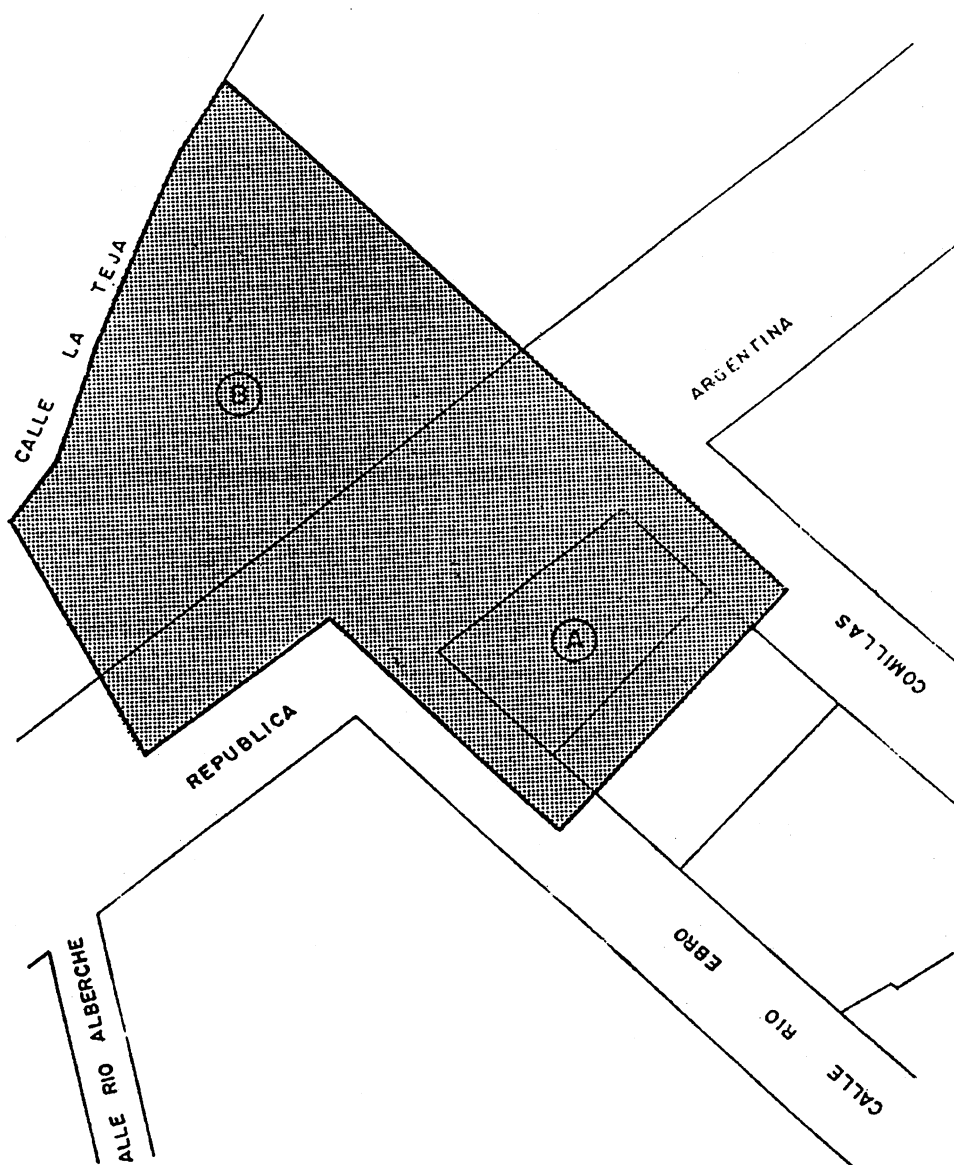 CALLE LA TEJA
B
ARGENTINA
A
COMILLAS
REPUBLICA
CALLE RIO EBRO
ALLE RIO ALBERCHE